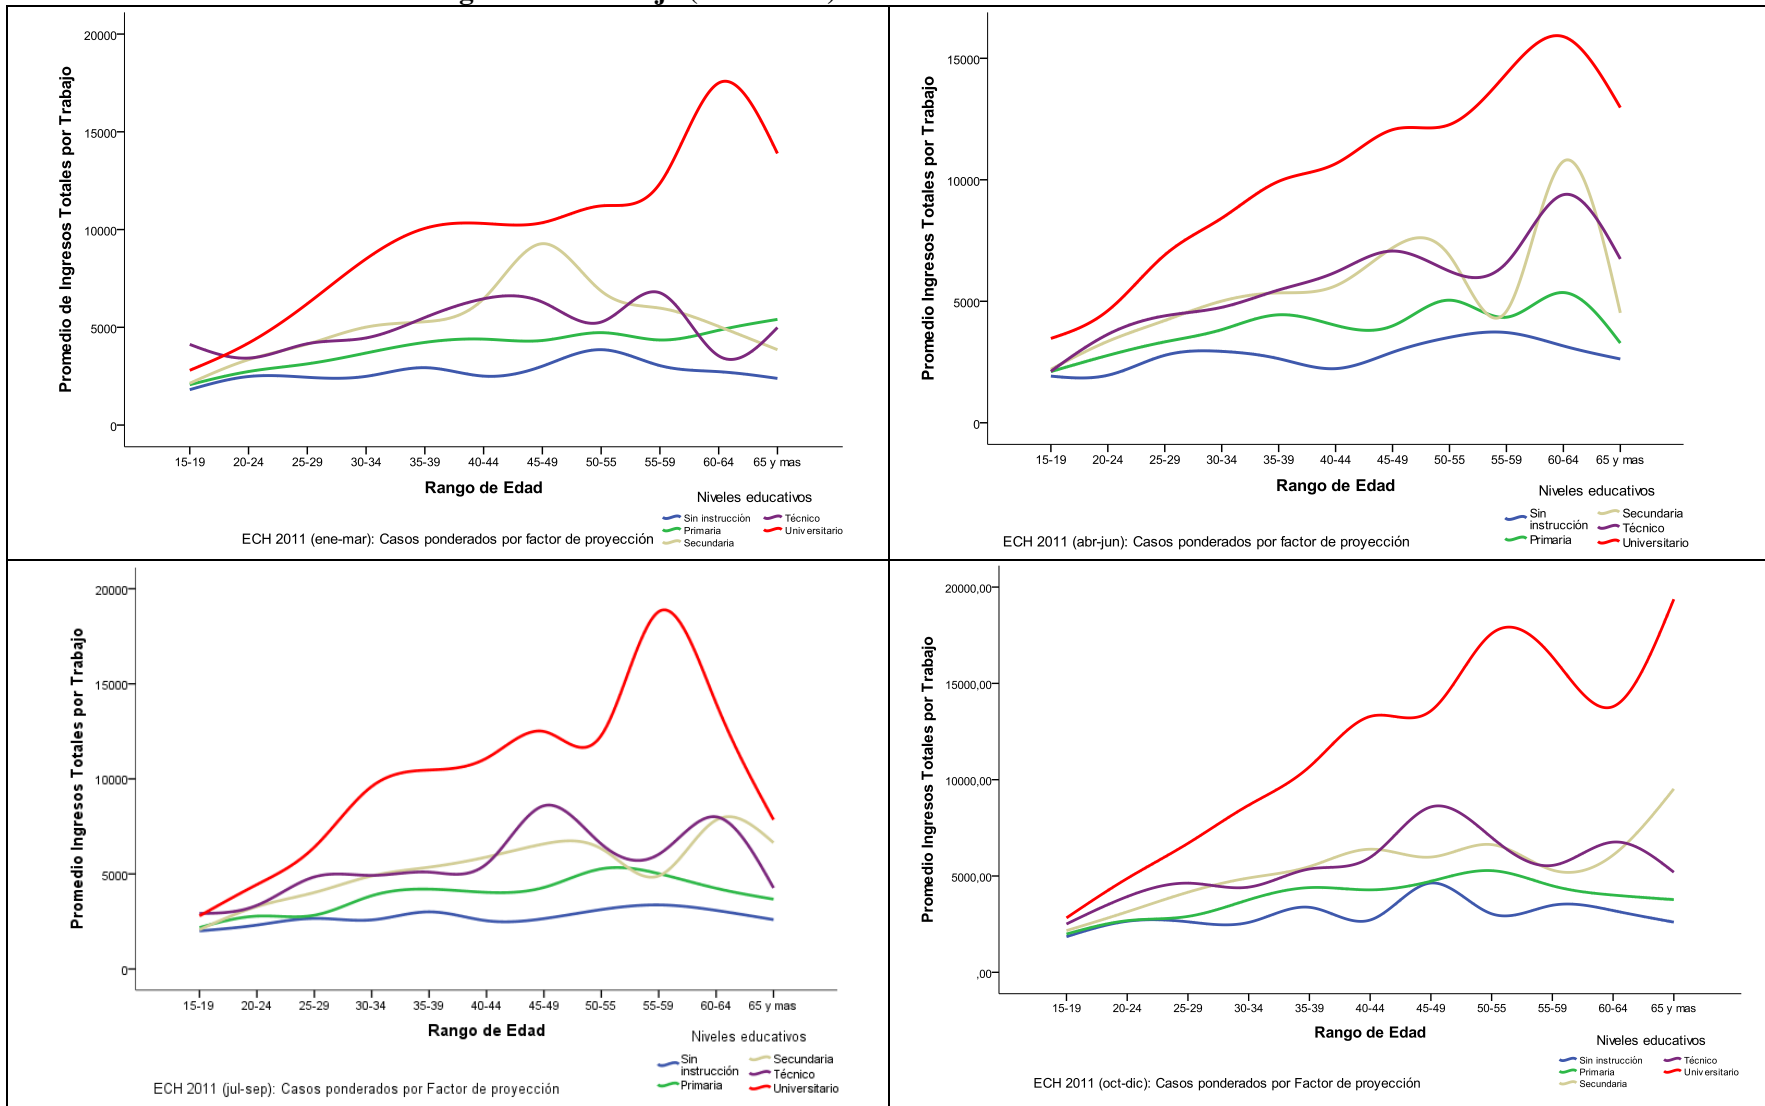 20000
15000
10000
5000
0
Promedio de Ingresos Totales por Trabajo
15-19 20-24 25-29 30-34 35-39 40-44 45-49 50-55 55-59 60-64 65 y mas
Rango de Edad
Niveles educativos
Sin instrucción Técnico
Primaria Universitario
Secundaria
ECH 2011 (ene-mar): Casos ponderados por factor de proyección
15000
10000
5000
0
Promedio Ingresos Totales por Trabajo
15-19 20-24 25-29 30-34 35-39 40-44 45-49 50-55 55-59 60-64 65 y mas
Rango de Edad
Niveles educativos
Sin instrucción Secundaria
Técnico
Primaria Universitario
ECH 2011 (abr-jun): Casos ponderados por factor de proyección
20000
15000
10000
5000
0
Promedio Ingresos Totales por Trabajo
15-19 20-24 25-29 30-34 35-39 40-44 45-49 50-55 55-59 60-64 65 y mas
Rango de Edad
Niveles educativos
Sin instrucción Secundaria
Técnico
Primaria Universitario
ECH 2011 (jul-sep): Casos ponderados por Factor de proyección
20000,00
15000,00
10000,00
5000,00
,00
Promedio Ingresos Totales por Trabajo
15-19 20-24 25-29 30-34 35-39 40-44 45-49 50-55 55-59 60-64 65 y mas
Rango de Edad
Niveles educativos
Sin instrucción Técnico
Primaria Universitario
Secundaria
ECH 2011 (oct-dic): Casos ponderados por Factor de proyección